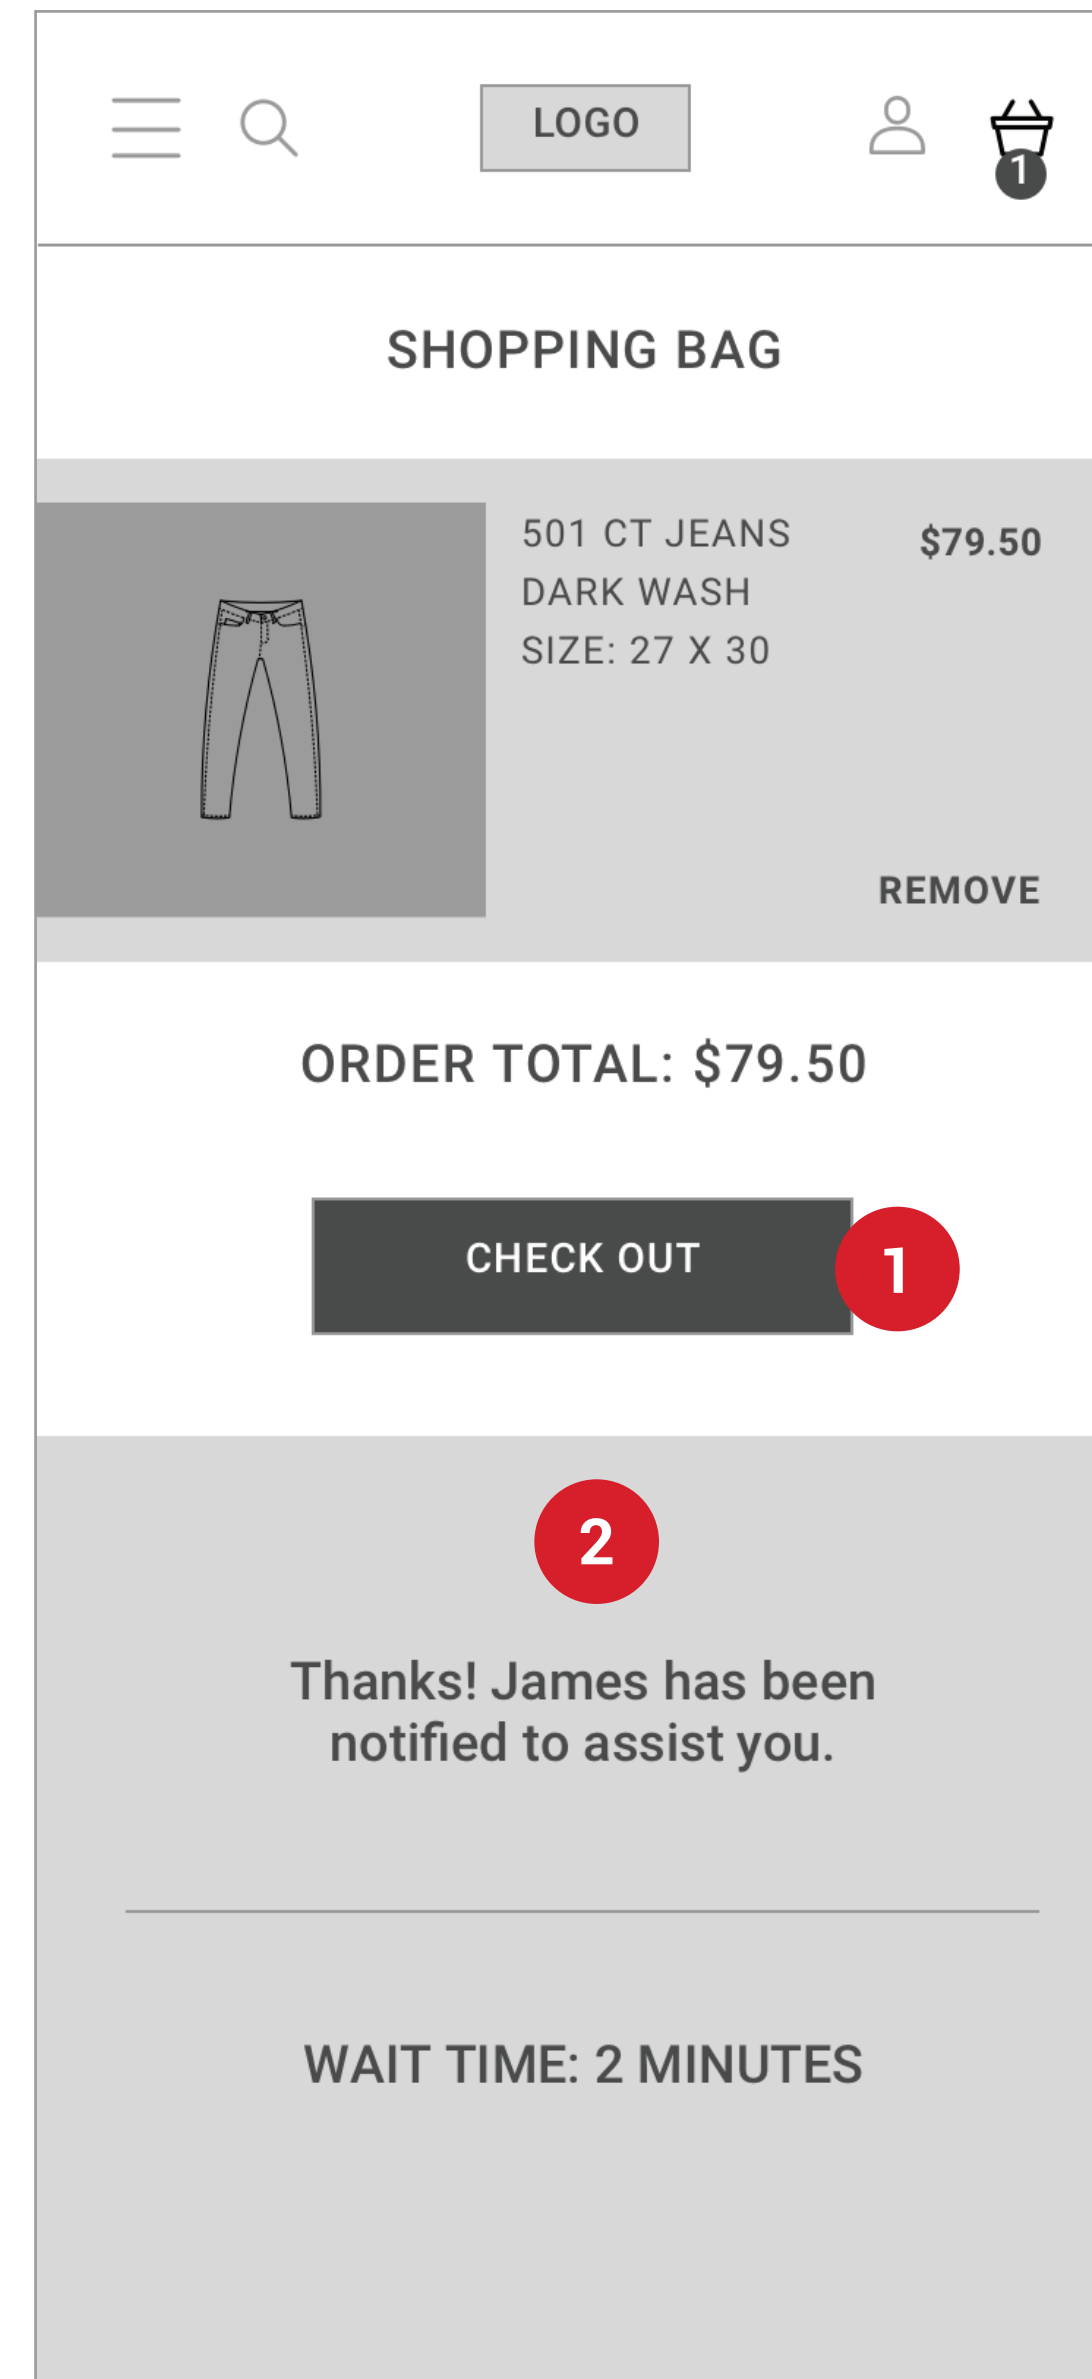 LOGO
1
SHOPPING BAG
501 CT JEANS
$79.50
DARK WASH
SIZE: 27 X 30
REMOVE
ORDER TOTAL: $79.50
CHECK OUT
1
2
Thanks! James has been
notified to assist you.
WAIT TIME: 2 MINUTES